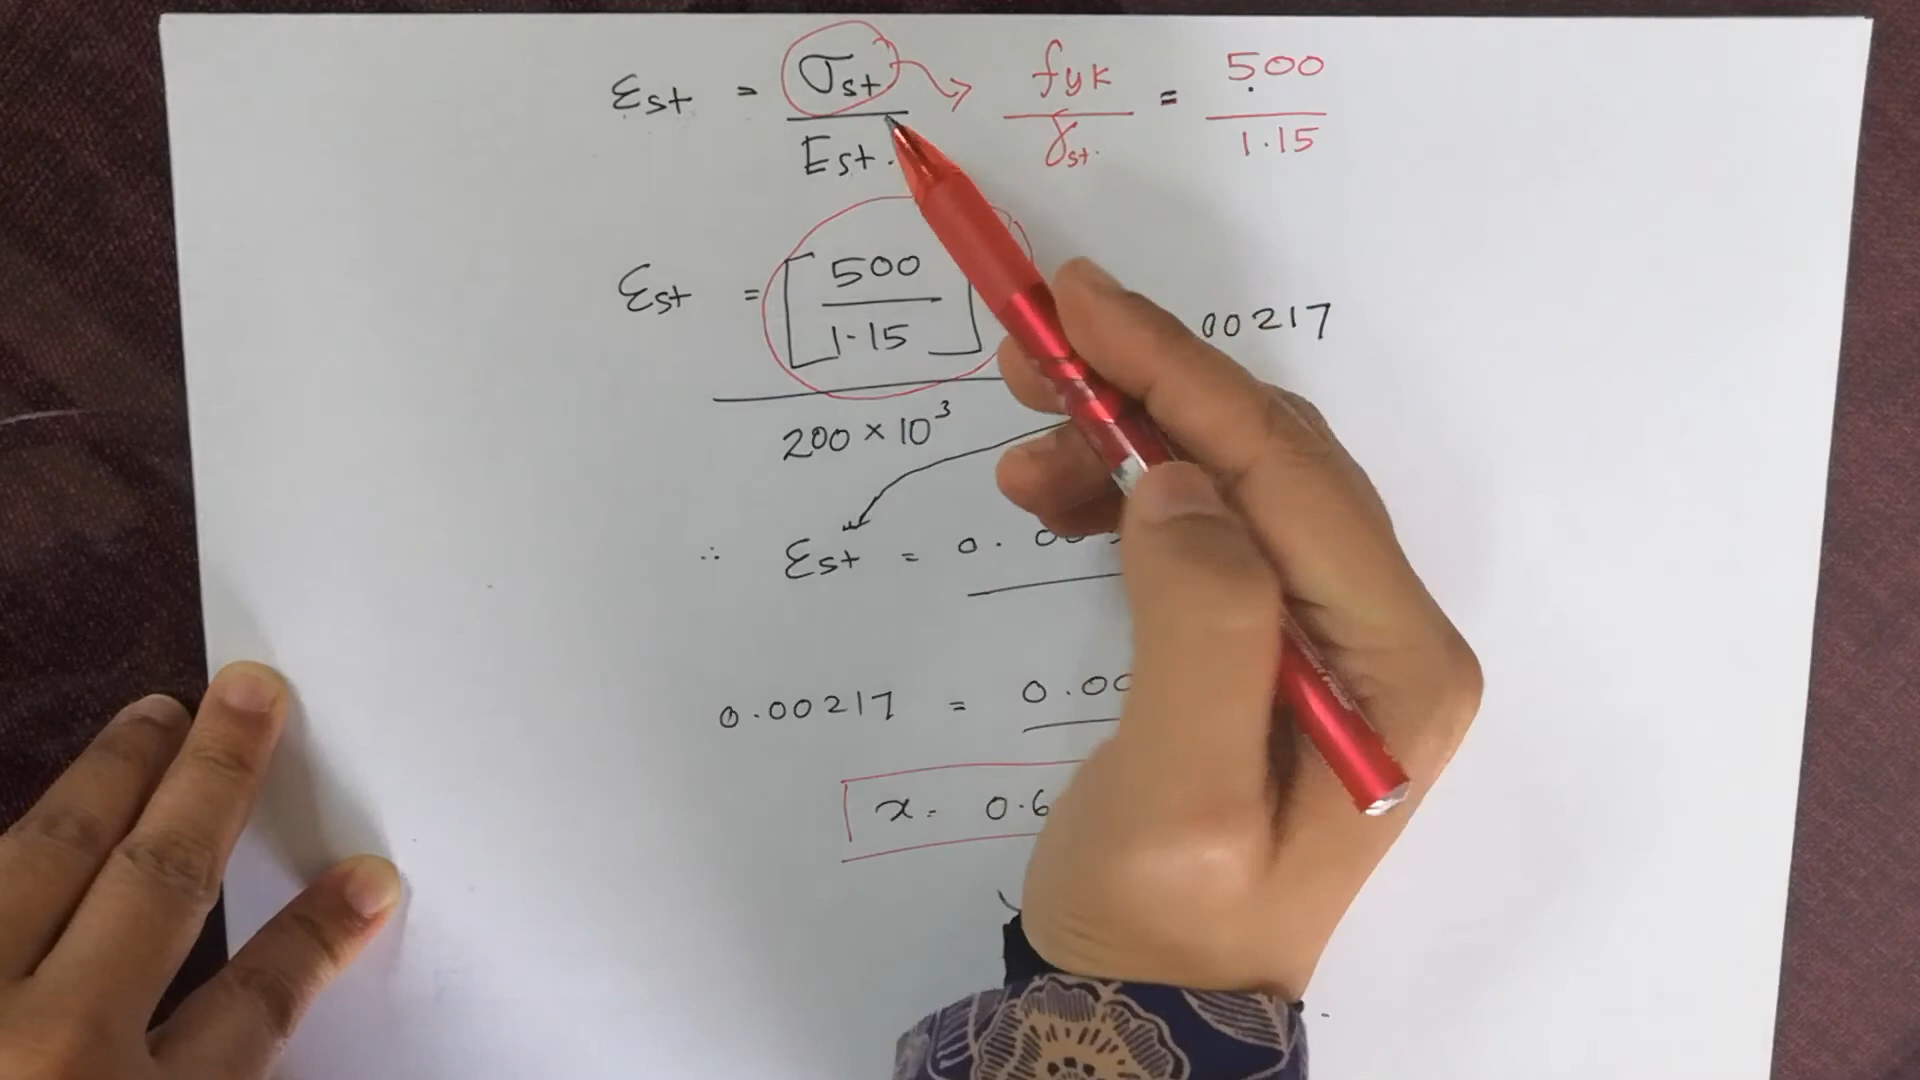 εst = σst / Est. → fyk / γst. = 500 / 1.15
εst = [500 / 1.15] / 200 × 10³ 00217
∴ εst = 0.00
0.00217 = 0.00
x = 0.6